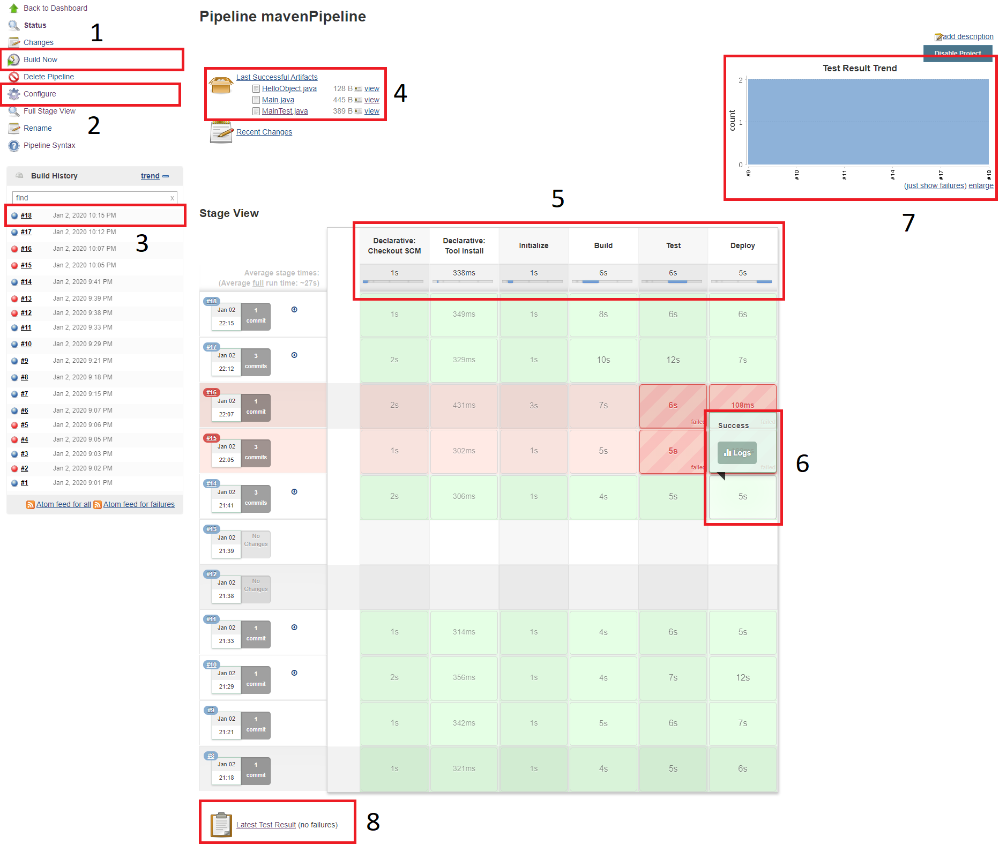 Back to Dashboard
Status
1
Changes
Build Now
Delete Pipeline
Configure
Full Stage View
2
Rename
Pipeline Syntax
Build History trend
find x
#18 Jan 2, 2020 10:15 PM
#17 Jan 2, 2020 10:12 PM
3
#16 Jan 2, 2020 10:07 PM
#15 Jan 2, 2020 10:05 PM
#14 Jan 2, 2020 9:41 PM
#13 Jan 2, 2020 9:39 PM
#12 Jan 2, 2020 9:38 PM
#11 Jan 2, 2020 9:33 PM
#10 Jan 2, 2020 9:29 PM
#9 Jan 2, 2020 9:21 PM
#8 Jan 2, 2020 9:18 PM
#7 Jan 2, 2020 9:15 PM
#6 Jan 2, 2020 9:07 PM
#5 Jan 2, 2020 9:06 PM
#4 Jan 2, 2020 9:05 PM
#3 Jan 2, 2020 9:03 PM
#2 Jan 2, 2020 9:02 PM
#1 Jan 2, 2020 9:01 PM
Atom feed for all Atom feed for failures
Pipeline mavenPipeline
add description
Disable Project
Last Successful Artifacts
HelloObject.java 128 B view
Main.java 445 B view
MainTest.java 389 B view
4
Recent Changes
Test Result Trend
count
2
1
0
#9 #10 #11 #14 #17 #18
(just show failures) enlarge
7
5
Stage View
Declarative: Checkout SCM
Declarative: Tool Install
Initialize
Build
Test
Deploy
Average stage times:
(Average full run time: ~27s)
1s 338ms 1s 6s 6s 5s
#18
Jan 02
22:15
1 commit
1s 349ms 1s 8s 6s 6s
#17
Jan 02
22:12
3 commits
2s 329ms 1s 10s 12s 7s
#16
Jan 02
22:07
1 commit
2s 431ms 3s 7s 6s 108ms
failed
Success
failed
Logs
6
#15
Jan 02
22:05
3 commits
1s 302ms 1s 5s 5s
failed
failed
#14
Jan 02
21:41
3 commits
2s 306ms 1s 4s 5s 5s
#13
Jan 02
21:39
No Changes
#12
Jan 02
21:38
No Changes
#11
Jan 02
21:33
1 commit
1s 314ms 1s 4s 6s 5s
#10
Jan 02
21:29
1 commit
2s 356ms 1s 4s 7s 12s
#9
Jan 02
21:21
1 commit
1s 342ms 1s 5s 6s 7s
#8
Jan 02
21:18
1 commit
1s 321ms 1s 4s 5s 6s
Latest Test Result (no failures)
8